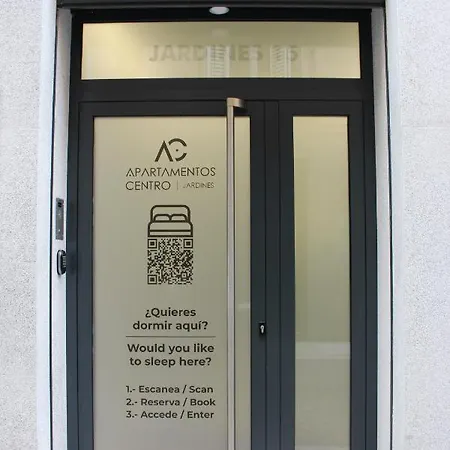 JARDINES 15
AC
APARTAMENTOS
CENTRO | JARDINES
¿Quieres
dormir aquí?
Would you like
to sleep here?
1.- Escanea / Scan
2.- Reserva / Book
3.- Accede / Enter